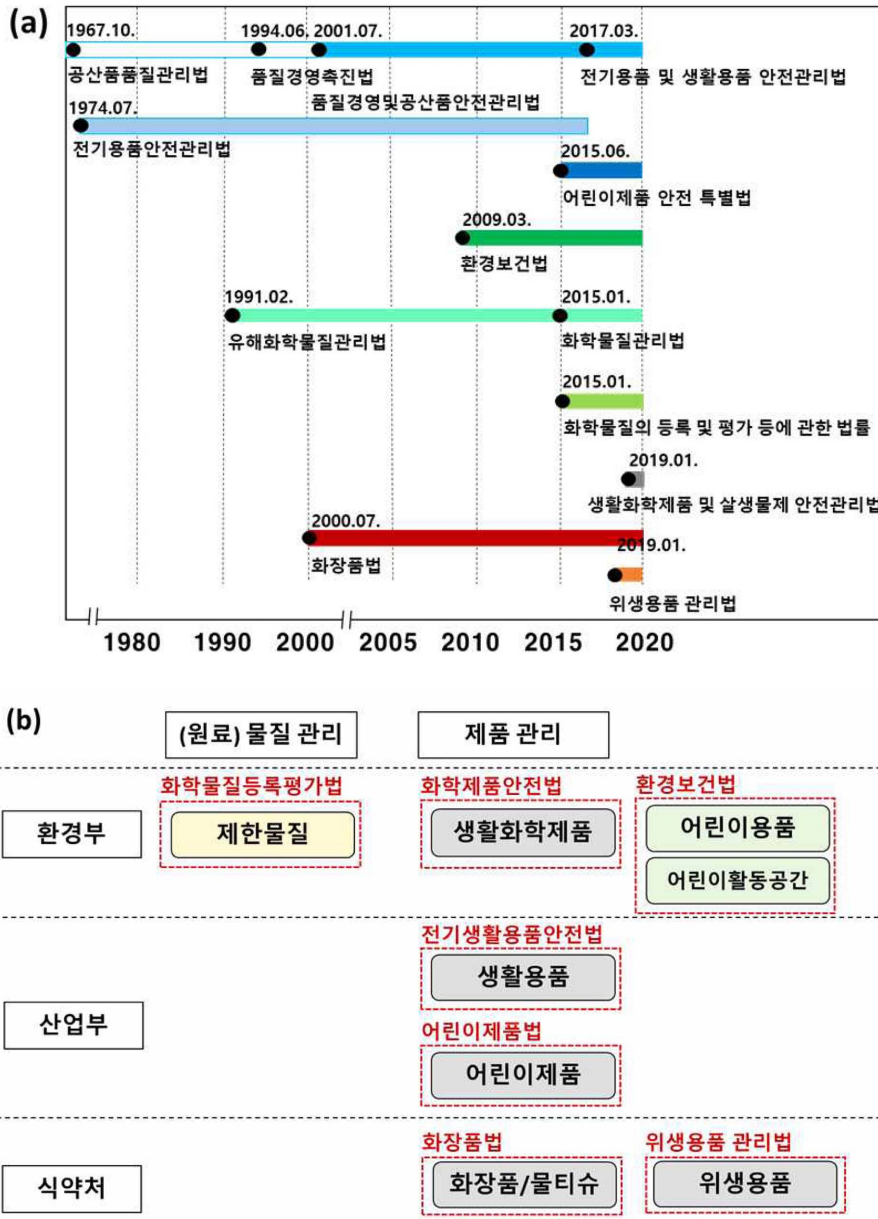 (a)
1967.10. 1994.06. 2001.07. 2017.03.
공산품품질관리법 품질경영촉진법 전기용품 및 생활용품 안전관리법
품질경영및공산품안전관리법
1974.07.
전기용품안전관리법
2015.06.
어린이제품 안전 특별법
2009.03.
환경보건법
1991.02. 2015.01.
유해화학물질관리법 화학물질관리법
2015.01.
화학물질의 등록 및 평가 등에 관한 법률
2019.01.
생활화학제품 및 살생물제 안전관리법
2000.07.
화장품법
2019.01.
위생용품 관리법
1980 1990 2000 2005 2010 2015 2020
(b)
(원료) 물질 관리 제품 관리
화학물질등록평가법 화학제품안전법 환경보건법
환경부 제한물질 생활화학제품 어린이용품
어린이활동공간
전기생활용품안전법
생활용품
산업부
어린이제품법
어린이제품
화장품법 위생용품 관리법
식약처 화장품/물티슈 위생용품